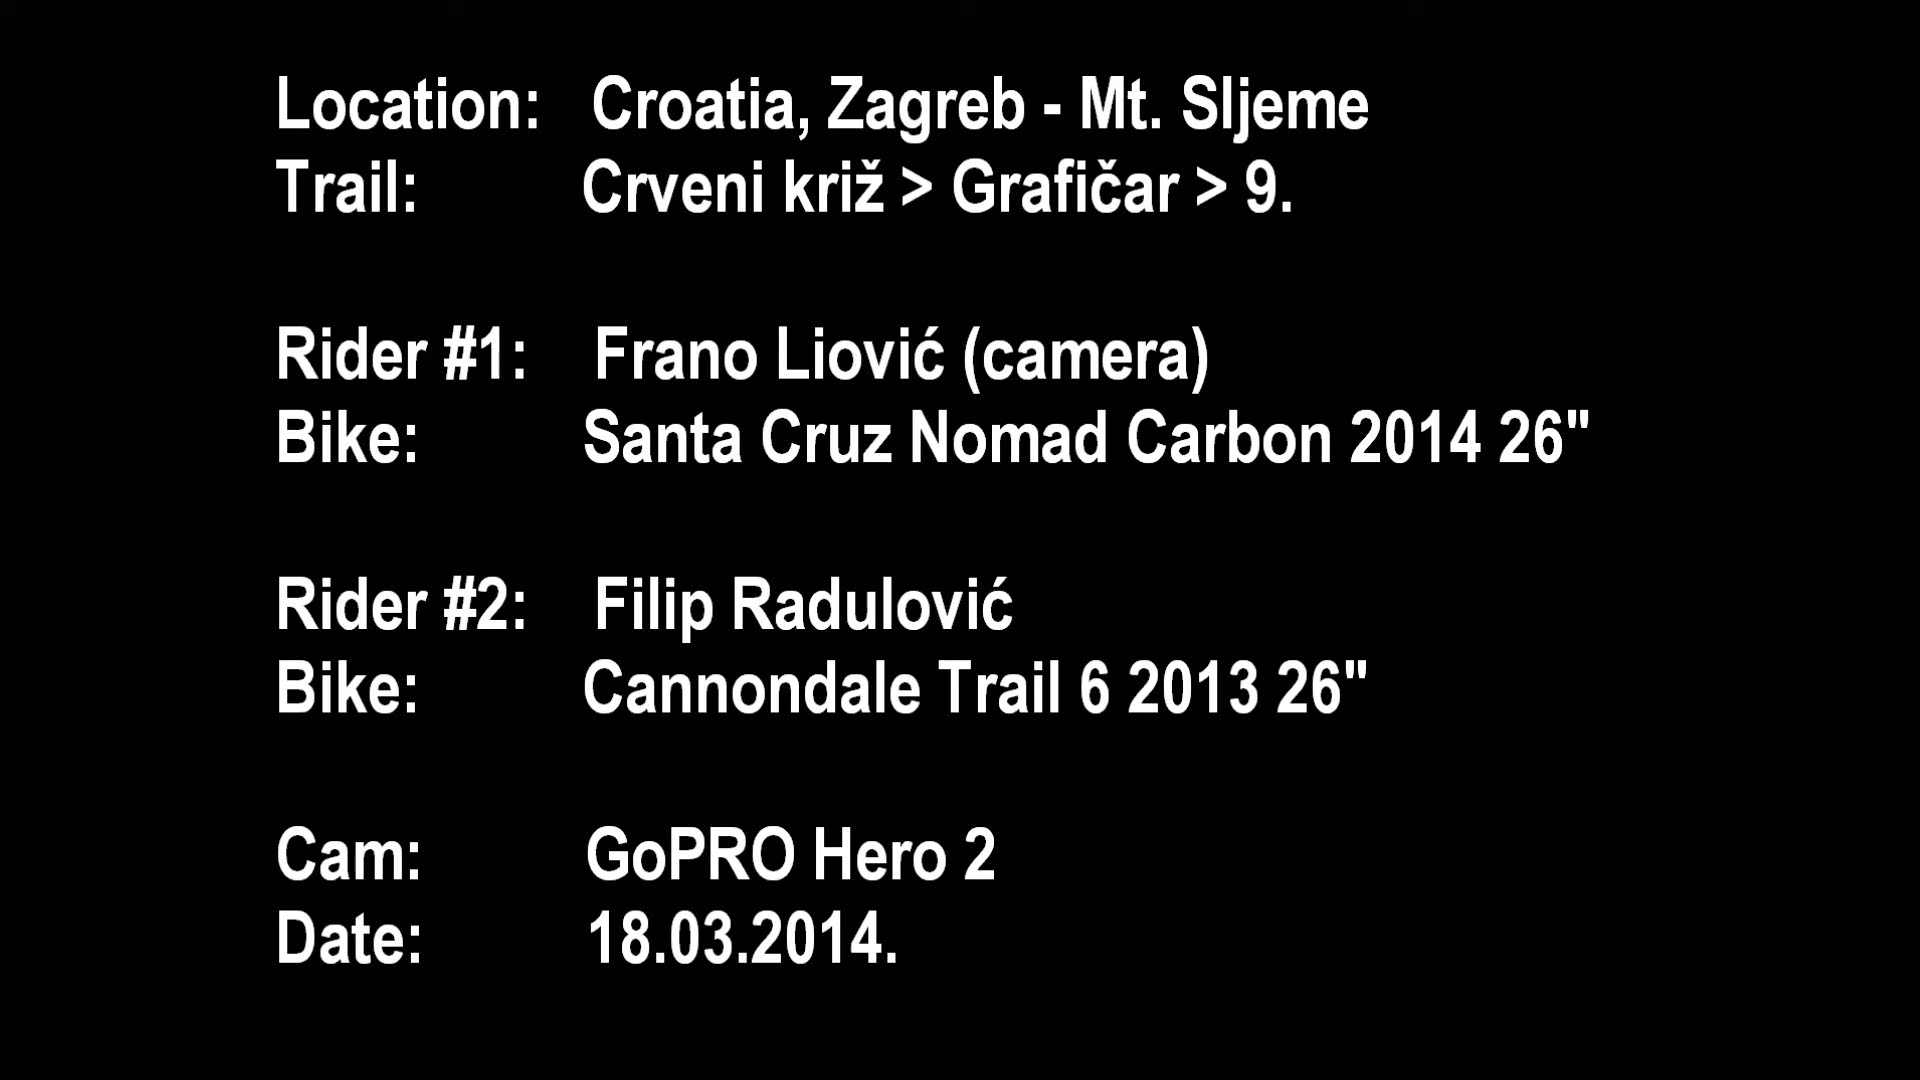 Location: Croatia, Zagreb - Mt. Sljeme
Trail: Crveni križ > Grafičar > 9.
Rider #1: Frano Liović (camera)
Bike: Santa Cruz Nomad Carbon 2014 26"
Rider #2: Filip Radulović
Bike: Cannondale Trail 6 2013 26"
Cam: GoPRO Hero 2
Date: 18.03.2014.